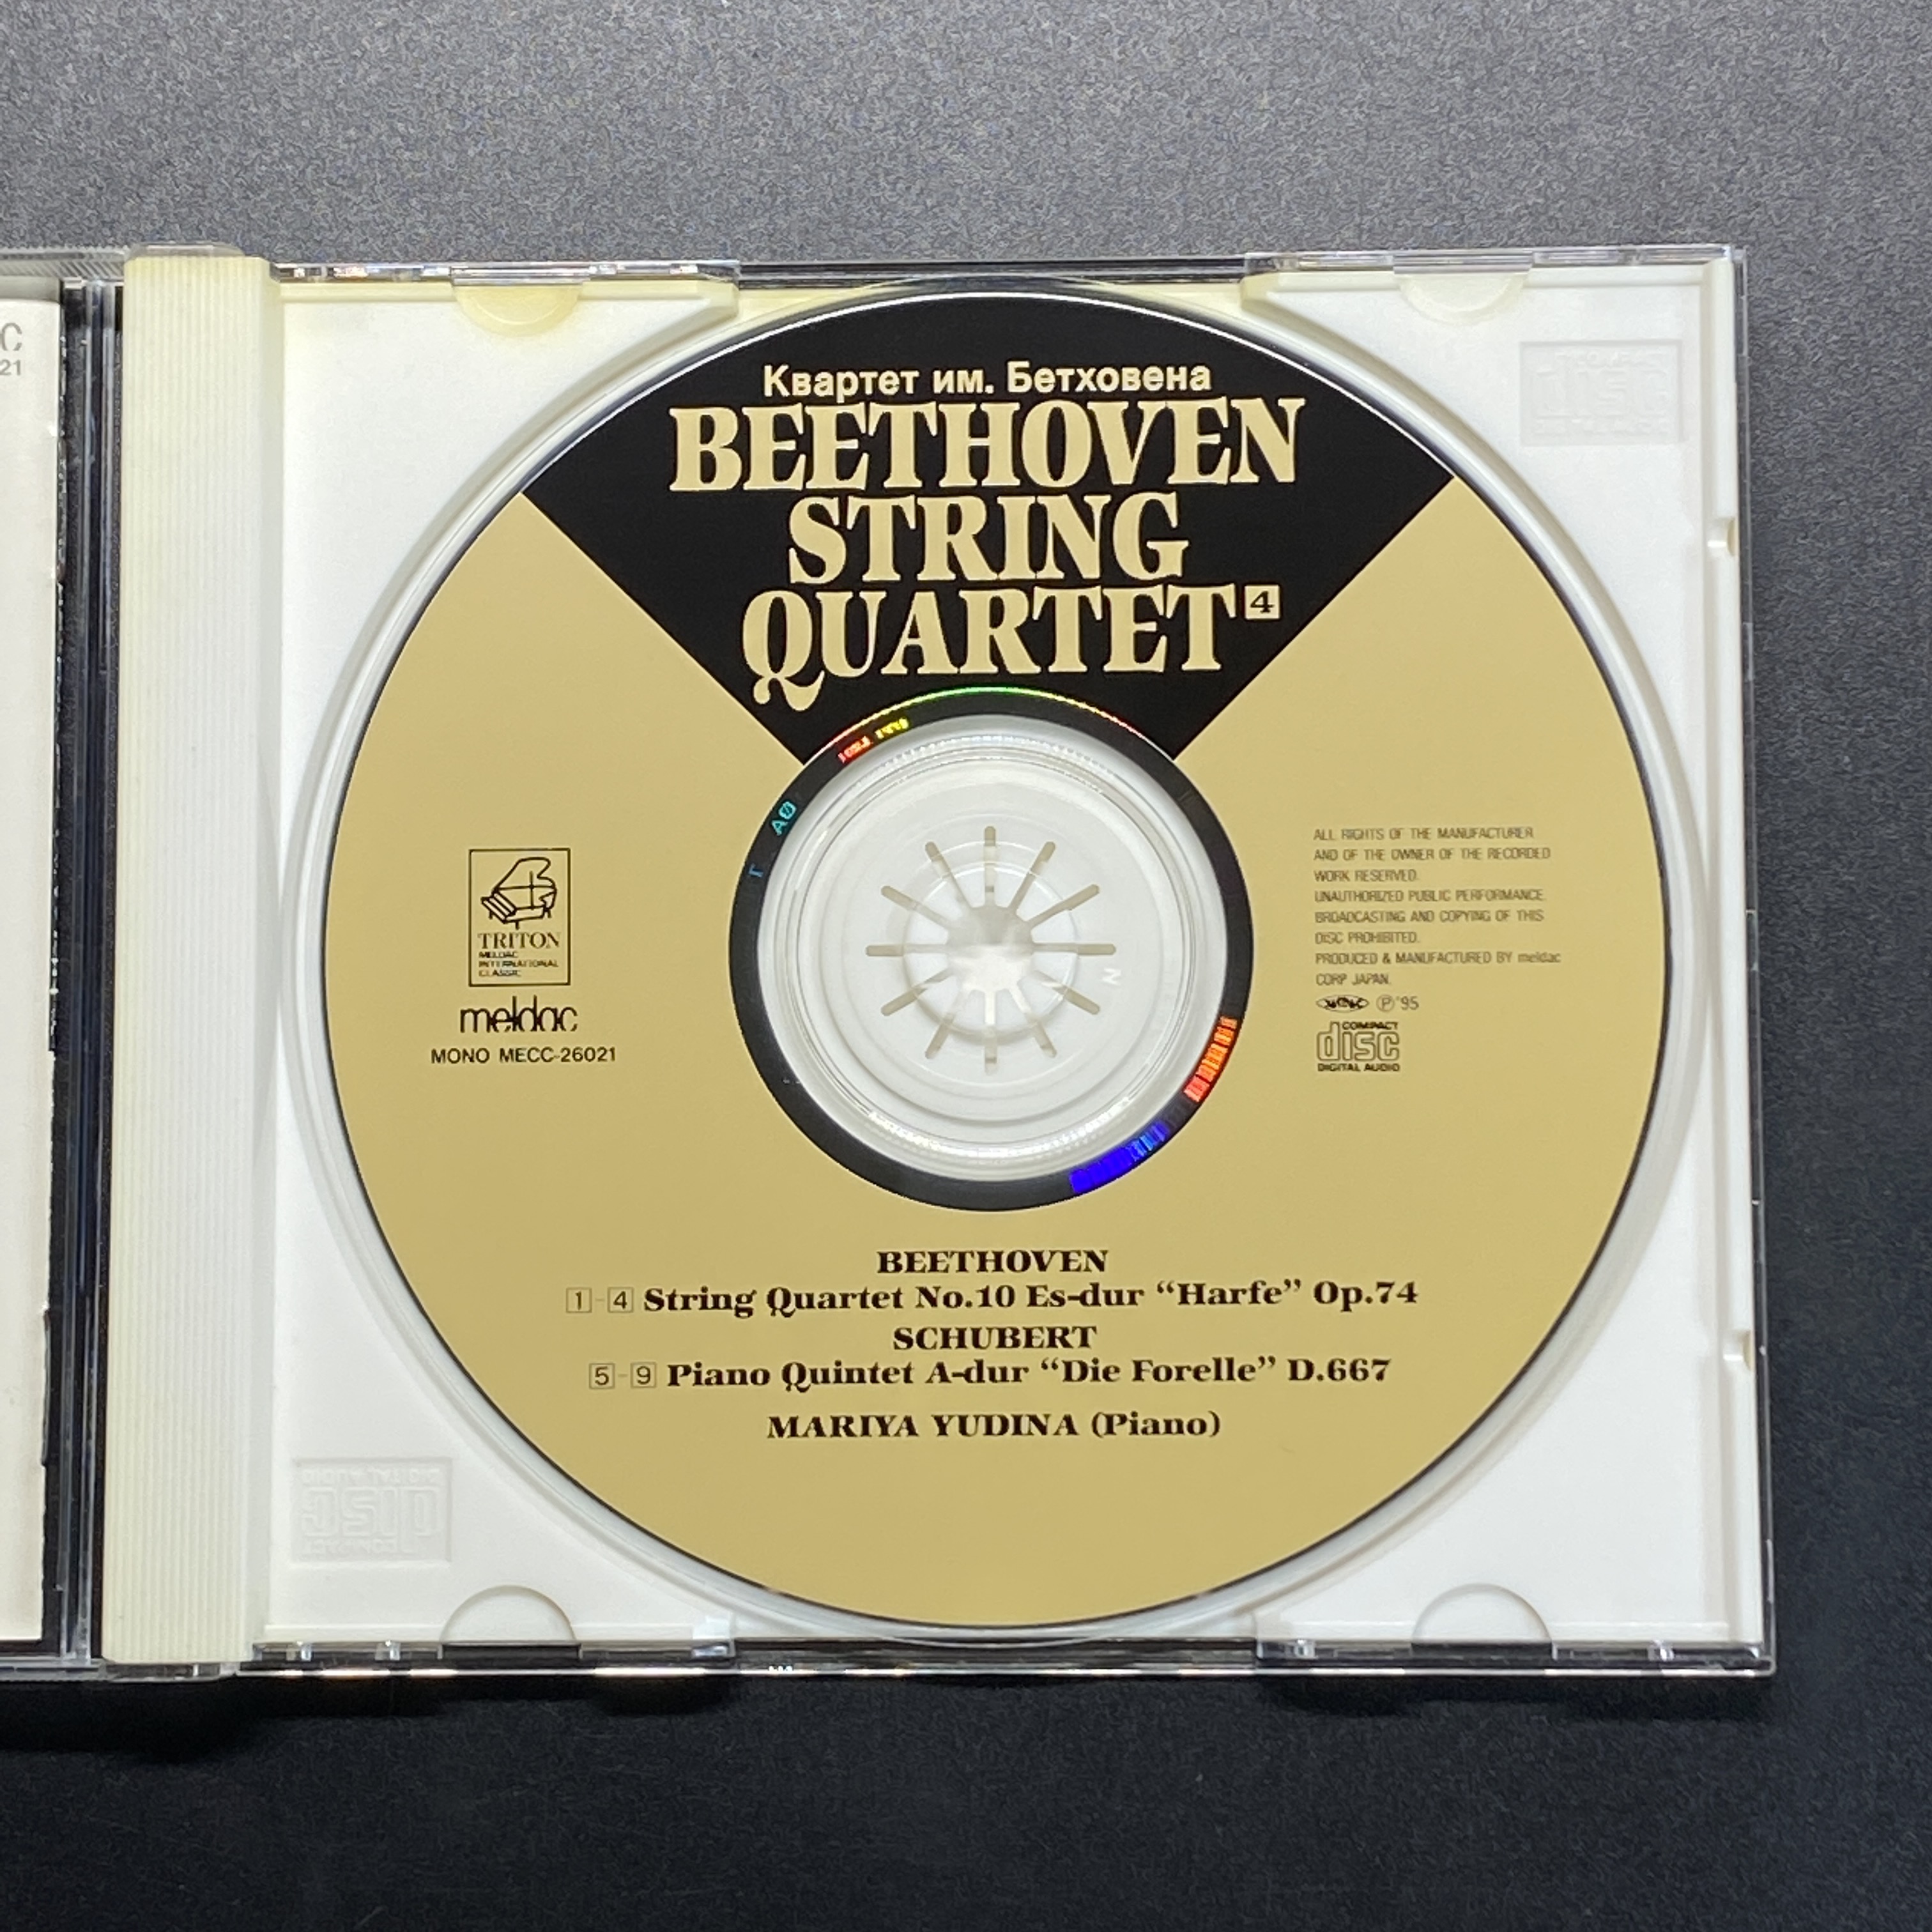 C
21
Квартет им. Бетховена
BEETHOVEN
STRING
QUARTET 4
TRITON
MELDAC
INTERNATIONAL
CLASSIC
meldac
MONO MECC-26021
ALL RIGHTS OF THE MANUFACTURER
AND OF THE OWNER OF THE RECORDED
WORK RESERVED.
UNAUTHORIZED PUBLIC PERFORMANCE
BROADCASTING AND COPYING OF THIS
DISC PROHIBITED.
PRODUCED & MANUFACTURED BY meldac
CORP JAPAN.
Ⓟ'95
COMPACT
disc
DIGITAL AUDIO
BEETHOVEN
1-4 String Quartet No.10 Es-dur “Harfe” Op.74
SCHUBERT
5-9 Piano Quintet A-dur “Die Forelle” D.667
MARIYA YUDINA (Piano)